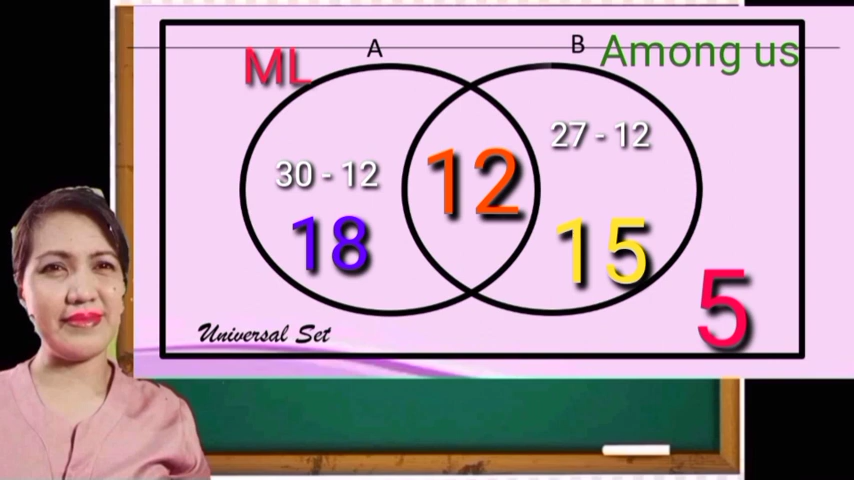 A
B
ML
Among us
30 - 12
12
27 - 12
18
15
5
Universal Set